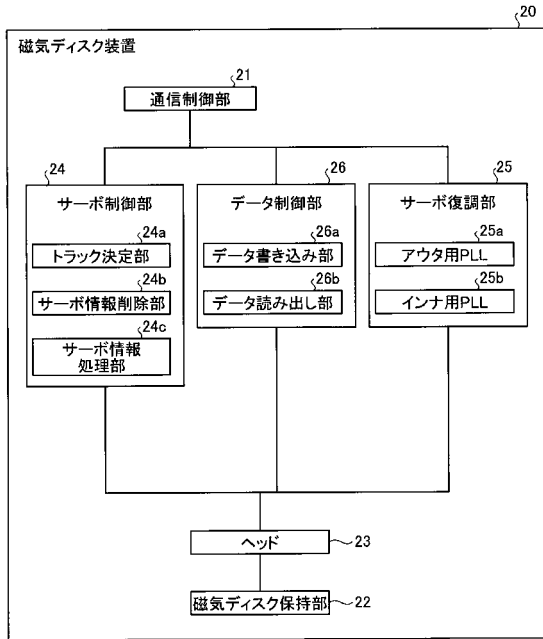 20
磁気ディスク装置
21
通信制御部
24
サーボ制御部
24a
トラック決定部
24b
サーボ情報削除部
24c
サーボ情報
処理部
26
データ制御部
26a
データ書き込み部
26b
データ読み出し部
25
サーボ復調部
25a
アウタ用PLL
25b
インナ用PLL
ヘッド
23
磁気ディスク保持部
22